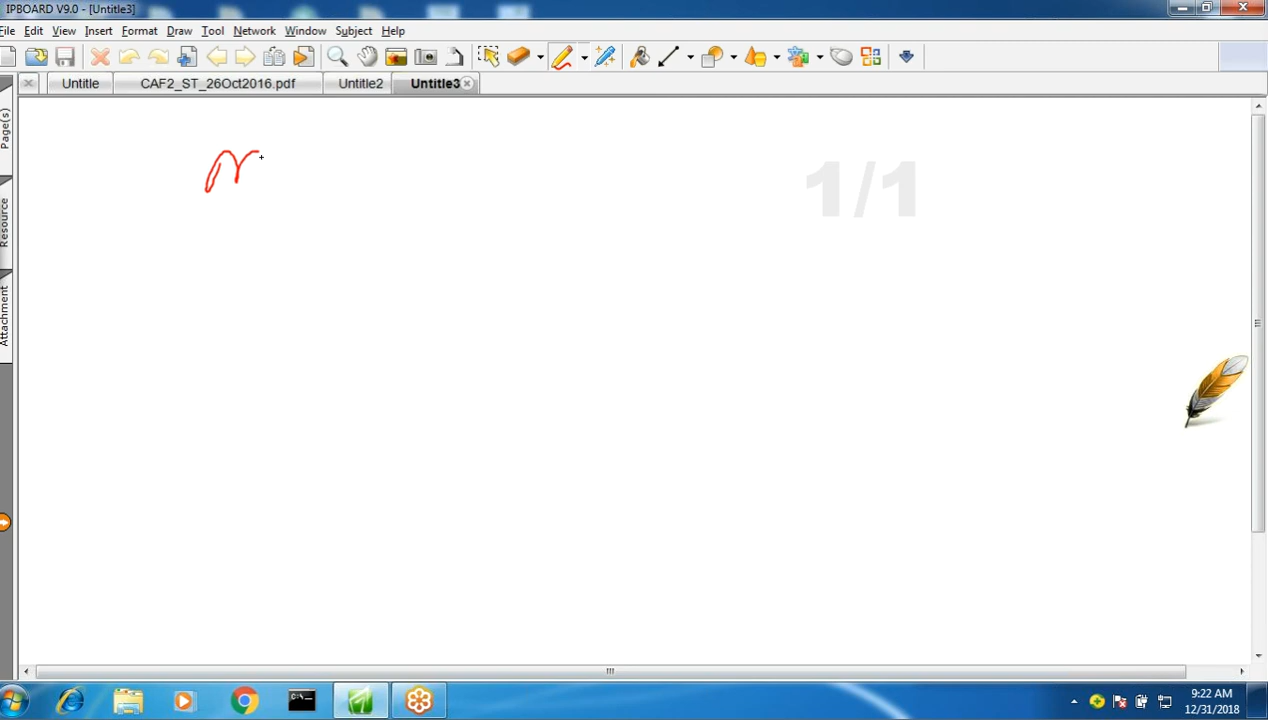 IPBOARD V9.0 - [Untitle3]
File Edit View Insert Format Draw Tool Network Window Subject Help
Untitle CAF2_ST_26Oct2016.pdf Untitle2 Untitle3
Page(s)
Resource
Attachment
1/1
9:22 AM
12/31/2018